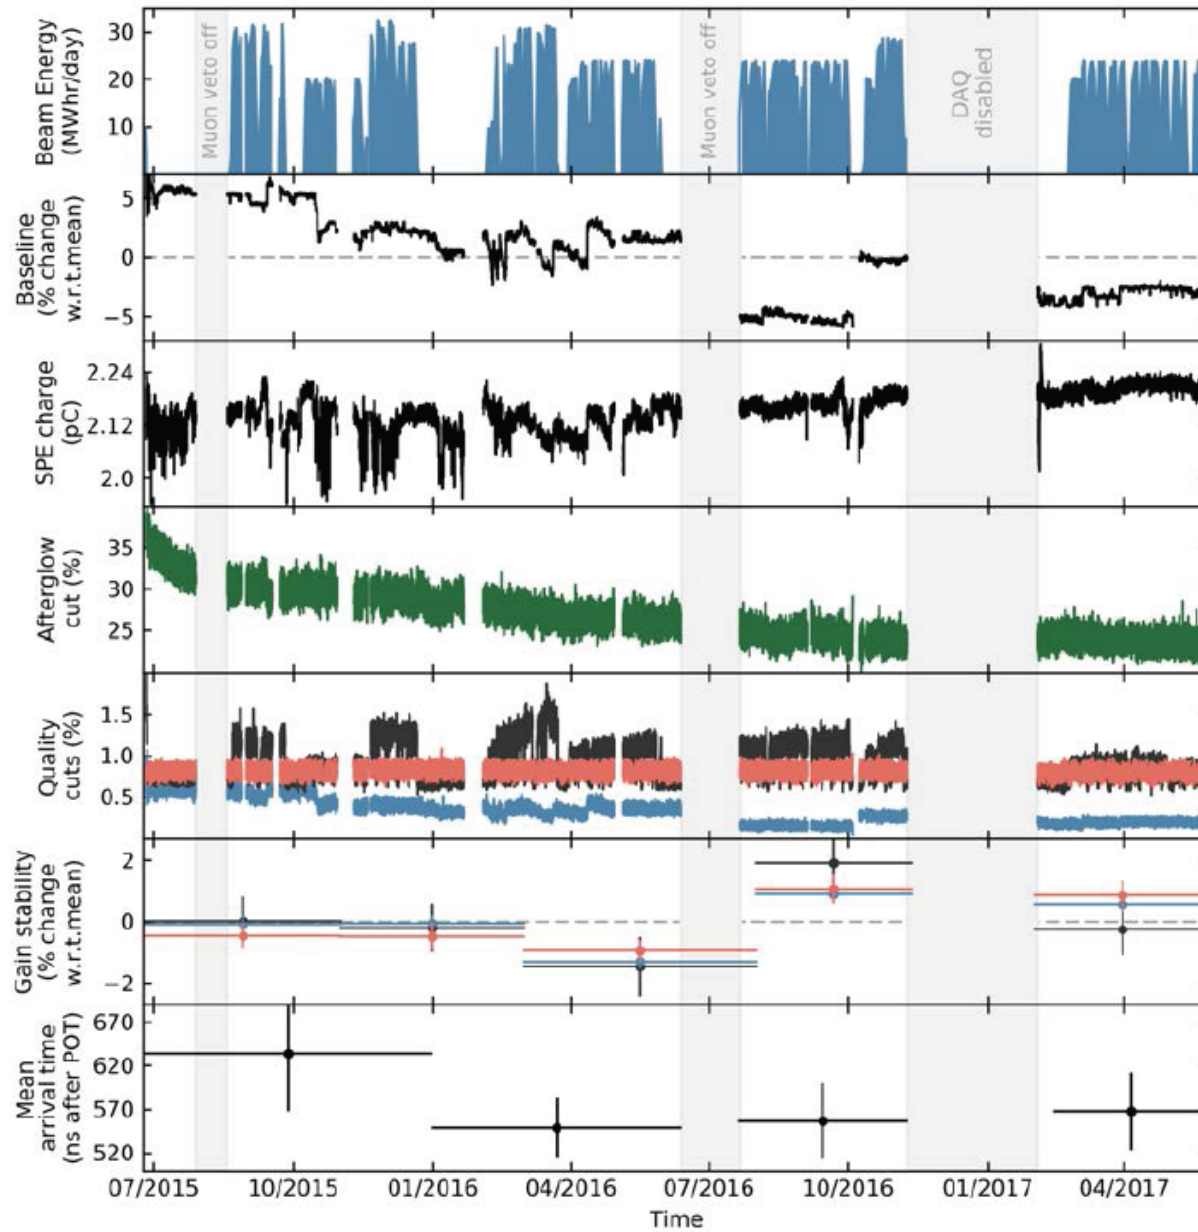 Beam Energy
(MWhr/day)
30
20
10
Muon veto off
Muon veto off
DAQ
disabled
Baseline
(% change
w.r.t.mean)
5
0
−5
SPE charge
(pC)
2.24
2.12
2.0
Afterglow
cut (%)
35
30
25
Quality
cuts (%)
1.5
1.0
0.5
Gain stability
(% change
w.r.t.mean)
2
0
−2
Mean
arrival time
(ns after POT)
670
620
570
520
07/2015 10/2015 01/2016 04/2016 07/2016 10/2016 01/2017 04/2017
Time